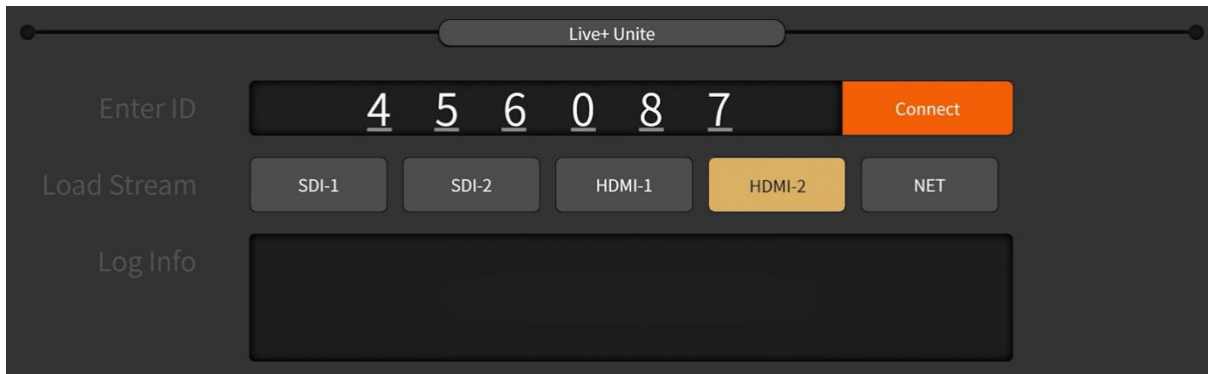 Live+ Unite
Enter ID 4 5 6 0 8 7 Connect
Load Stream SDI-1 SDI-2 HDMI-1 HDMI-2 NET
Log Info